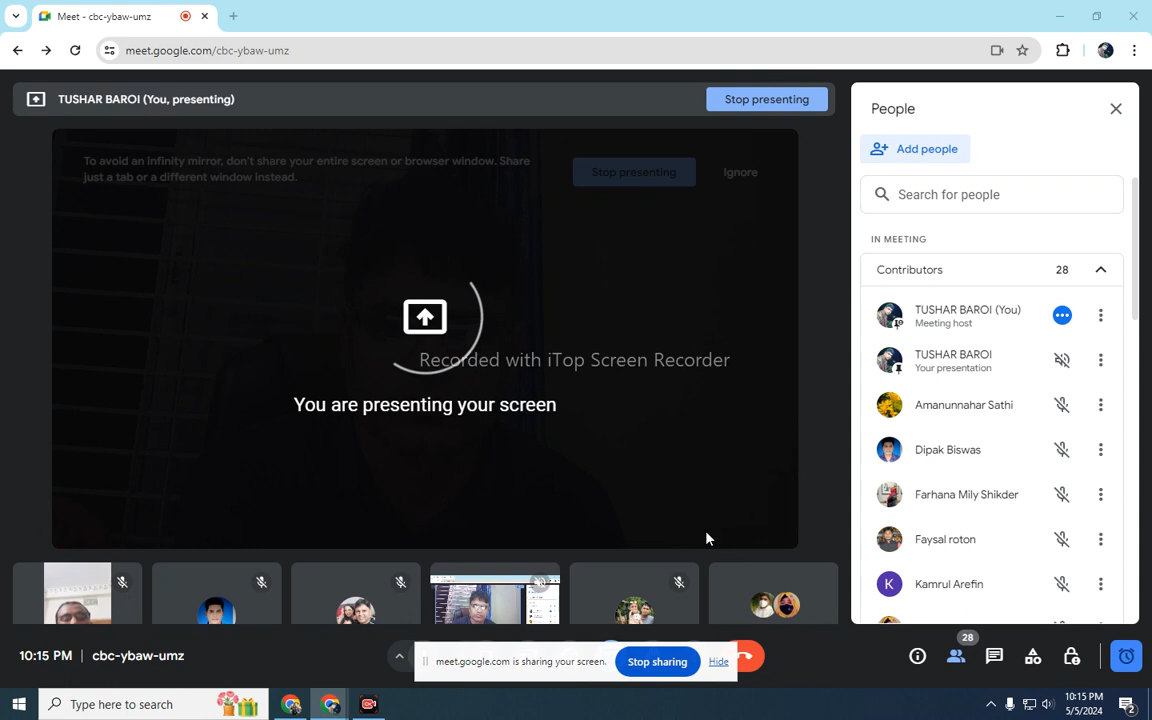 Meet - cbc-ybaw-umz
meet.google.com/cbc-ybaw-umz
TUSHAR BAROI (You, presenting)
Stop presenting
To avoid an infinity mirror, don't share your entire screen or browser window. Share
just a tab or a different window instead.
Stop presenting
Ignore
Recorded with iTop Screen Recorder
You are presenting your screen
People
Add people
Search for people
IN MEETING
Contributors
28
TUSHAR BAROI (You)
Meeting host
TUSHAR BAROI
Your presentation
Amanunnahar Sathi
Dipak Biswas
Farhana Mily Shikder
Faysal roton
K
Kamrul Arefin
10:15 PM
cbc-ybaw-umz
meet.google.com is sharing your screen.
Stop sharing
Hide
28
Type here to search
10:15 PM
5/5/2024
2